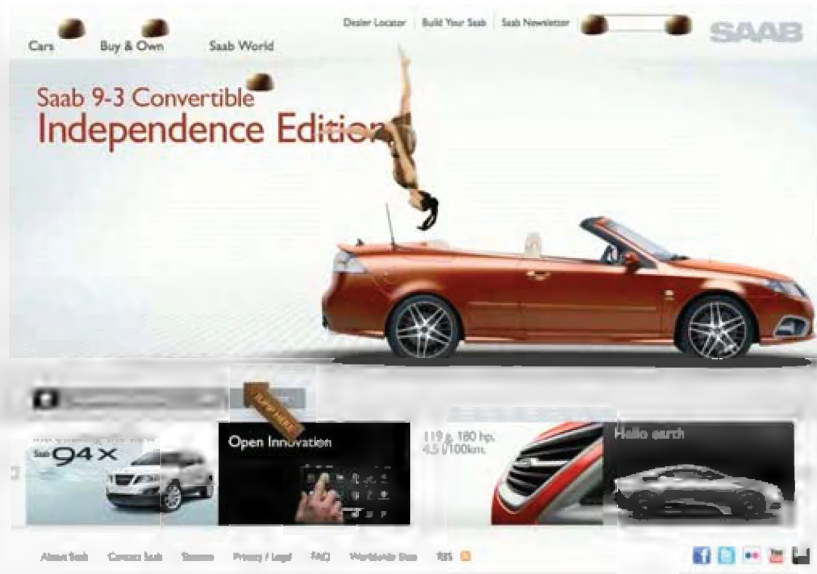 Dealer Locator Build Your Saab Saab Newsletter
SAAB
Cars Buy & Own Saab World
Saab 9-3 Convertible
Independence Edition
JUMP HERE
Saab 94X
Open Innovation
119 g, 180 hp,
4.5 l/100km.
Hello earth
About Saab Contact Saab Privacy / Legal FAQ Worldwide Sites RSS